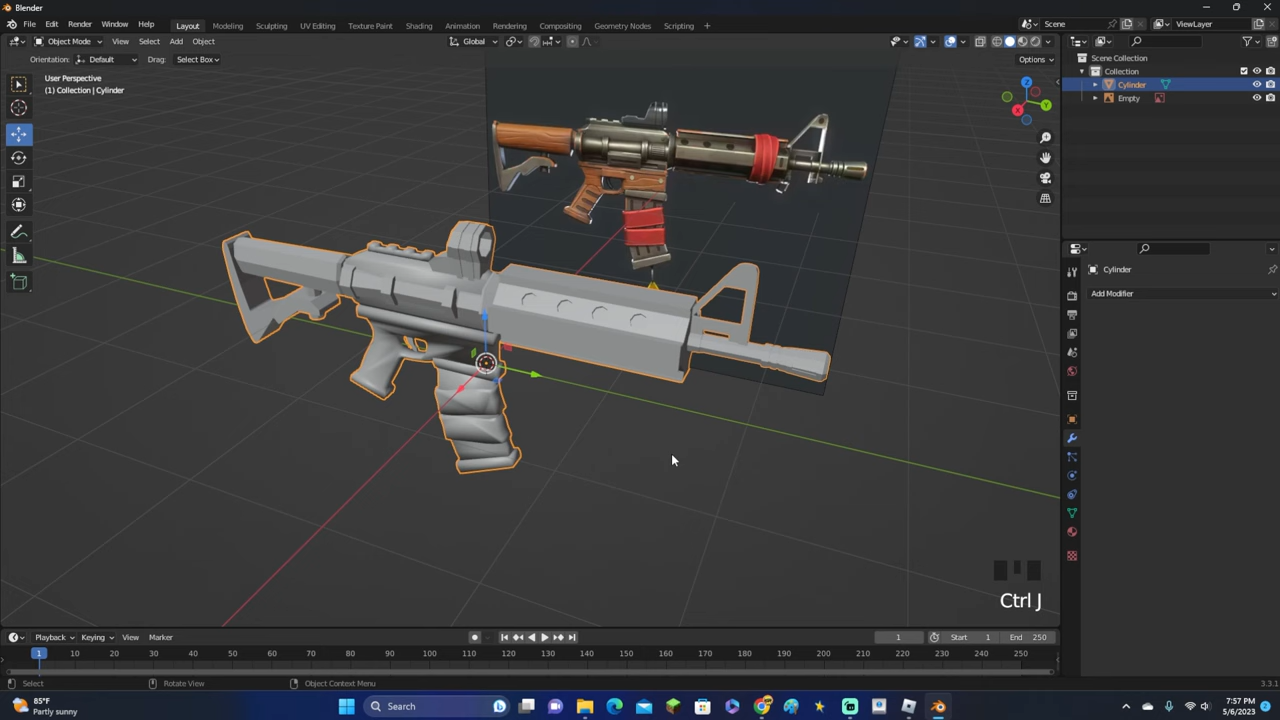 Blender
File Edit Render Window Help Layout Modeling Sculpting UV Editing Texture Paint Shading Animation Rendering Compositing Geometry Nodes Scripting + Scene ViewLayer
Object Mode View Select Add Object Global
Orientation: Default Drag: Select Box Options
User Perspective
(1) Collection | Cylinder
Z
Y
X
Scene Collection
Collection
Cylinder
Empty
Cylinder
Add Modifier
Ctrl J
Playback Keying View Marker 1 Start 1 End 250
1 10 20 30 40 50 60 70 80 90 100 110 120 130 140 150 160 170 180 190 200 210 220 230 240 250
Select Rotate View Object Context Menu 3.3.1
85°F
Partly sunny
Search
7:57 PM
5/6/2023